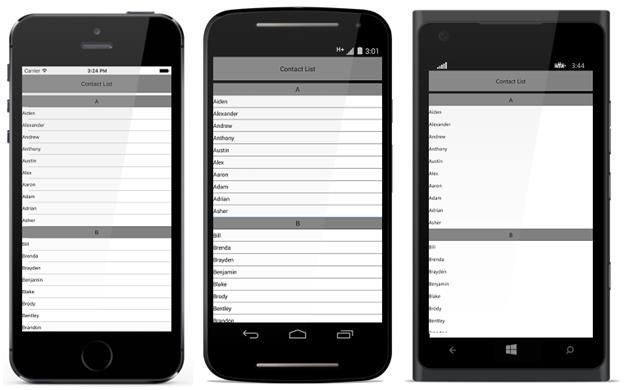 Carrier 3:24 PM
Contact List
A
Aiden
Alexander
Andrew
Anthony
Austin
Alex
Aaron
Adam
Adrian
Asher
B
Bill
Brenda
Brayden
Benjamin
Blake
Brody
Bentley
Brandon
H+ 3:01
Contact List
A
Aiden
Alexander
Andrew
Anthony
Austin
Alex
Aaron
Adam
Adrian
Asher
B
Bill
Brenda
Brayden
Benjamin
Blake
Brody
Bentley
Brandon
3:44
Contact List
A
Aiden
Alexander
Andrew
Anthony
Austin
Alex
Aaron
Adam
Adrian
Asher
B
Bill
Brenda
Brayden
Benjamin
Blake
Brody
Bentley